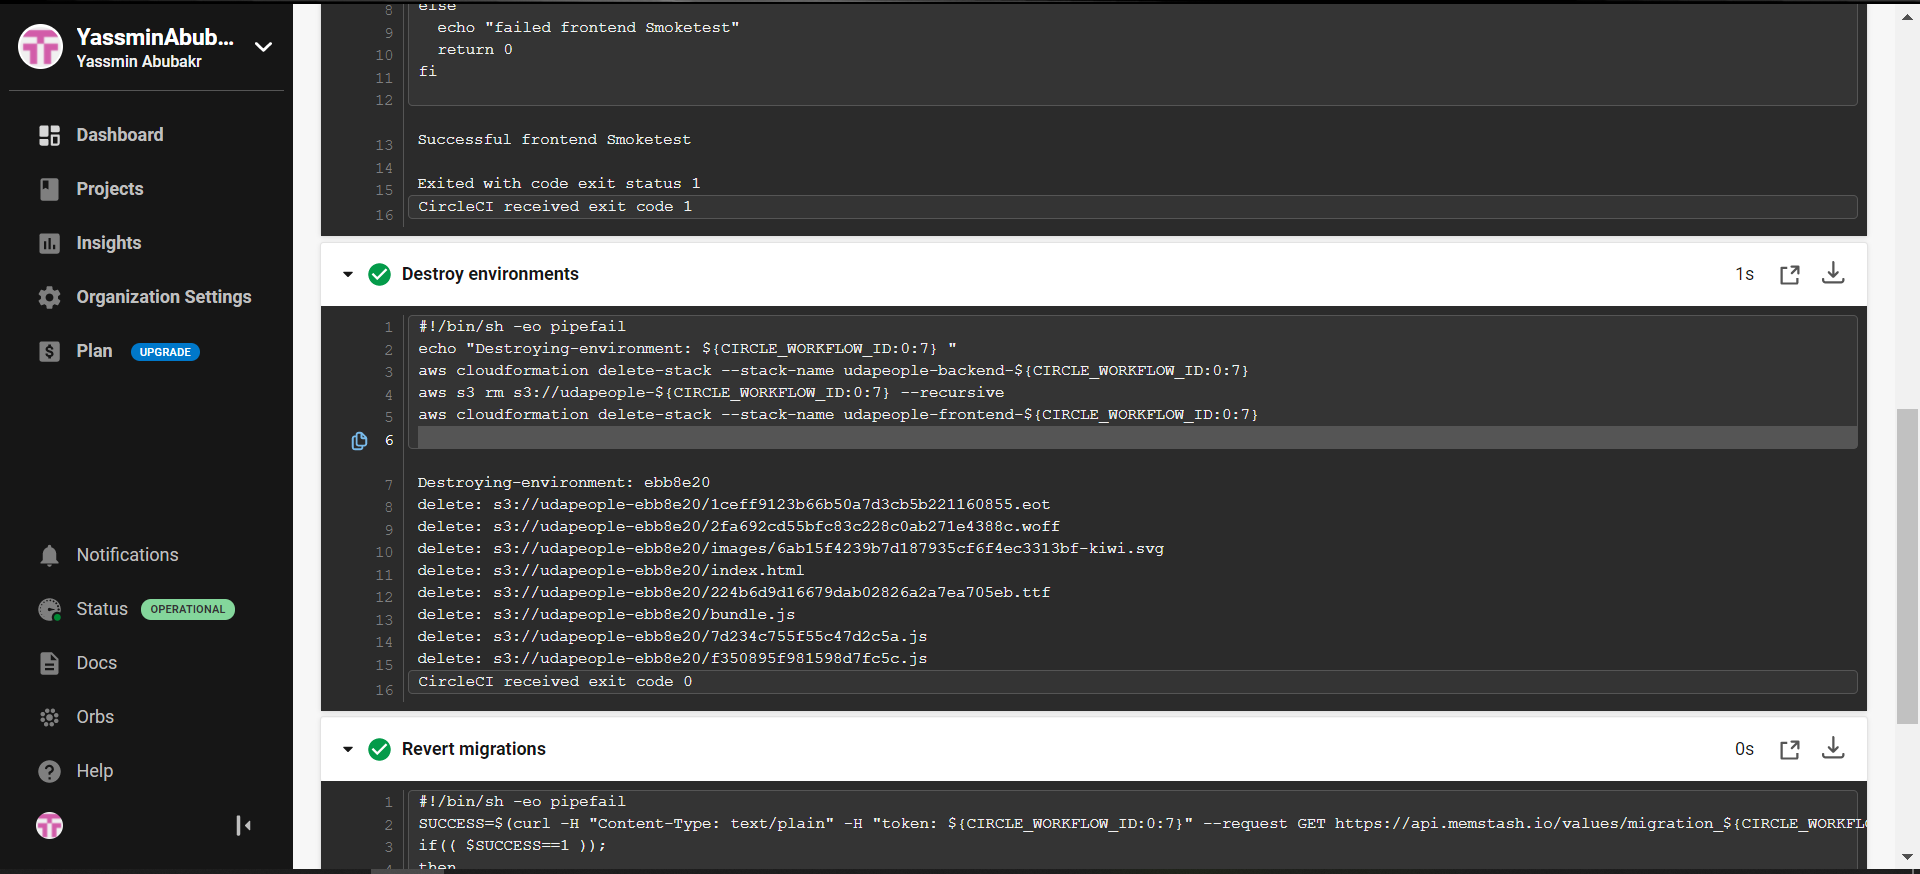 YassminAbub...
Yassmin Abubakr
Dashboard
Projects
Insights
Organization Settings
Plan UPGRADE
Notifications
Status OPERATIONAL
Docs
Orbs
Help
8 else
9 echo "failed frontend Smoketest"
10 return 0
11 fi
12
13 Successful frontend Smoketest
14
15 Exited with code exit status 1
16 CircleCI received exit code 1
Destroy environments 1s
1 #!/bin/sh -eo pipefail
2 echo "Destroying-environment: ${CIRCLE_WORKFLOW_ID:0:7} "
3 aws cloudformation delete-stack --stack-name udapeople-backend-${CIRCLE_WORKFLOW_ID:0:7}
4 aws s3 rm s3://udapeople-${CIRCLE_WORKFLOW_ID:0:7} --recursive
5 aws cloudformation delete-stack --stack-name udapeople-frontend-${CIRCLE_WORKFLOW_ID:0:7}
6
7 Destroying-environment: ebb8e20
8 delete: s3://udapeople-ebb8e20/1ceff9123b66b50a7d3cb5b221160855.eot
9 delete: s3://udapeople-ebb8e20/2fa692cd55bfc83c228c0ab271e4388c.woff
10 delete: s3://udapeople-ebb8e20/images/6ab15f4239b7d187935cf6f4ec3313bf-kiwi.svg
11 delete: s3://udapeople-ebb8e20/index.html
12 delete: s3://udapeople-ebb8e20/224b6d9d16679dab02826a2a7ea705eb.ttf
13 delete: s3://udapeople-ebb8e20/bundle.js
14 delete: s3://udapeople-ebb8e20/7d234c755f55c47d2c5a.js
15 delete: s3://udapeople-ebb8e20/f350895f981598d7fc5c.js
16 CircleCI received exit code 0
Revert migrations 0s
1 #!/bin/sh -eo pipefail
2 SUCCESS=$(curl -H "Content-Type: text/plain" -H "token: ${CIRCLE_WORKFLOW_ID:0:7}" --request GET https://api.memstash.io/values/migration_${CIRCLE_WORKFLO
3 if(( $SUCCESS==1 ));
4 then